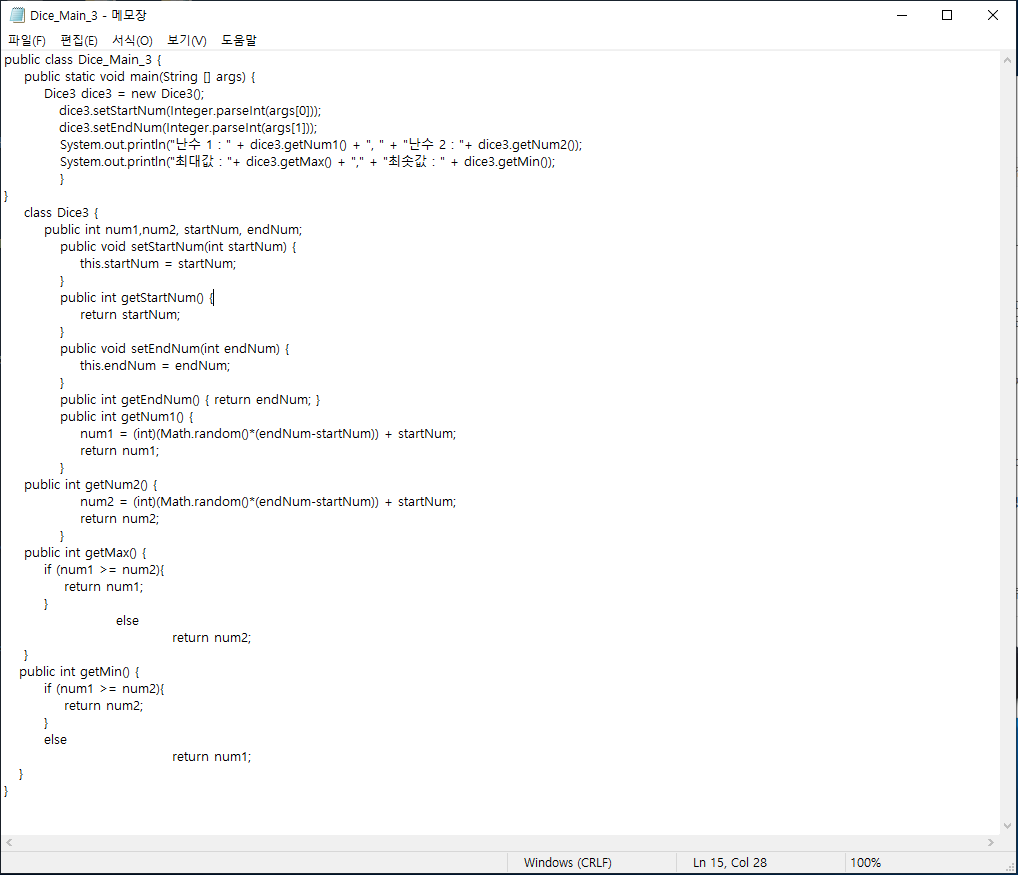 Dice_Main_3 - 메모장
파일(F) 편집(E) 서식(O) 보기(V) 도움말
public class Dice_Main_3 {
public static void main(String [] args) {
Dice3 dice3 = new Dice3();
dice3.setStartNum(Integer.parseInt(args[0]));
dice3.setEndNum(Integer.parseInt(args[1]));
System.out.println("난수 1 : " + dice3.getNum1() + ", " + "난수 2 : "+ dice3.getNum2());
System.out.println("최대값 : "+ dice3.getMax() + "," + "최솟값 : " + dice3.getMin());
}
}
class Dice3 {
public int num1,num2, startNum, endNum;
public void setStartNum(int startNum) {
this.startNum = startNum;
}
public int getStartNum() {
return startNum;
}
public void setEndNum(int endNum) {
this.endNum = endNum;
}
public int getEndNum() { return endNum; }
public int getNum1() {
num1 = (int)(Math.random()*(endNum-startNum)) + startNum;
return num1;
}
public int getNum2() {
num2 = (int)(Math.random()*(endNum-startNum)) + startNum;
return num2;
}
public int getMax() {
if (num1 >= num2){
return num1;
}
else
return num2;
}
public int getMin() {
if (num1 >= num2){
return num2;
}
else
return num1;
}
}
Windows (CRLF) Ln 15, Col 28 100%